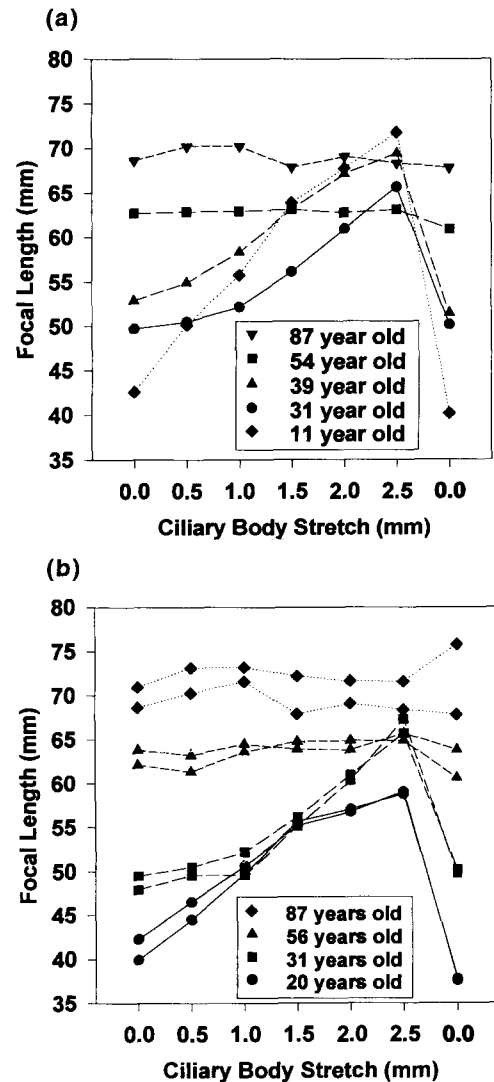 (a)
80
75
70
65
60
55
50
45
40
35
Focal Length (mm)
87 year old
54 year old
39 year old
31 year old
11 year old
0.0 0.5 1.0 1.5 2.0 2.5 0.0
Ciliary Body Stretch (mm)
(b)
80
75
70
65
60
55
50
45
40
35
Focal Length (mm)
87 years old
56 years old
31 years old
20 years old
0.0 0.5 1.0 1.5 2.0 2.5 0.0
Ciliary Body Stretch (mm)